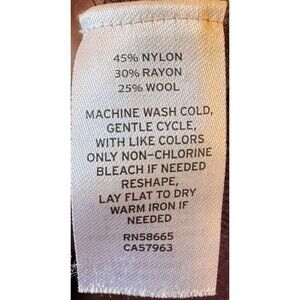 45% NYLON
30% RAYON
25% WOOL
MACHINE WASH COLD,
GENTLE CYCLE,
WITH LIKE COLORS
ONLY NON-CHLORINE
BLEACH IF NEEDED
RESHAPE,
LAY FLAT TO DRY
WARM IRON IF
NEEDED
RN58665
CA57963